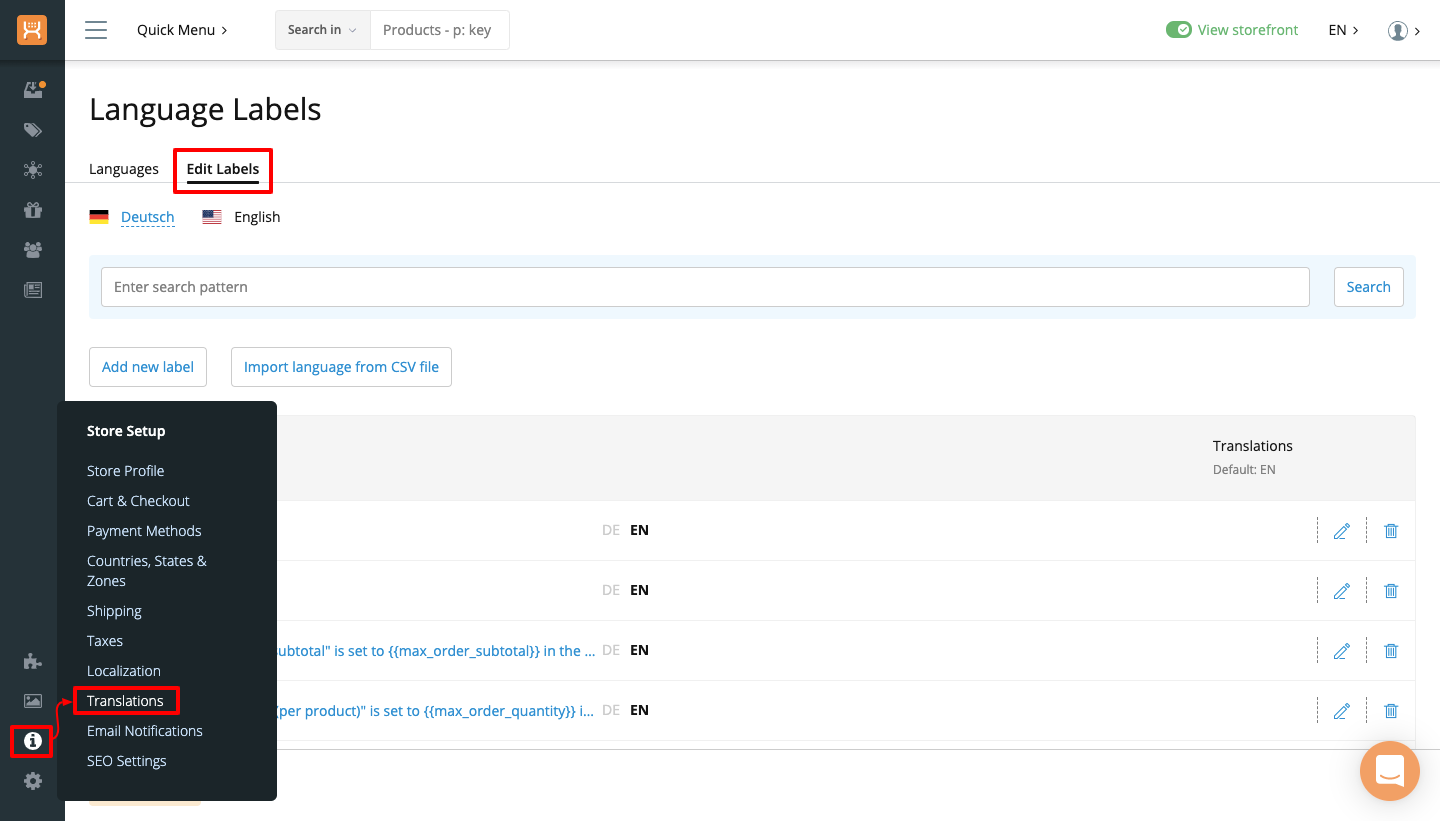 Quick Menu
Search in
Products - p: key
View storefront
EN
Language Labels
Languages
Edit Labels
Deutsch
English
Enter search pattern
Search
Add new label
Import language from CSV file
Translations
Default: EN
DE EN
DE EN
subtotal" is set to {{max_order_subtotal}} in the ... DE EN
(per product)" is set to {{max_order_quantity}} i... DE EN
Store Setup
Store Profile
Cart & Checkout
Payment Methods
Countries, States &
Zones
Shipping
Taxes
Localization
Translations
Email Notifications
SEO Settings